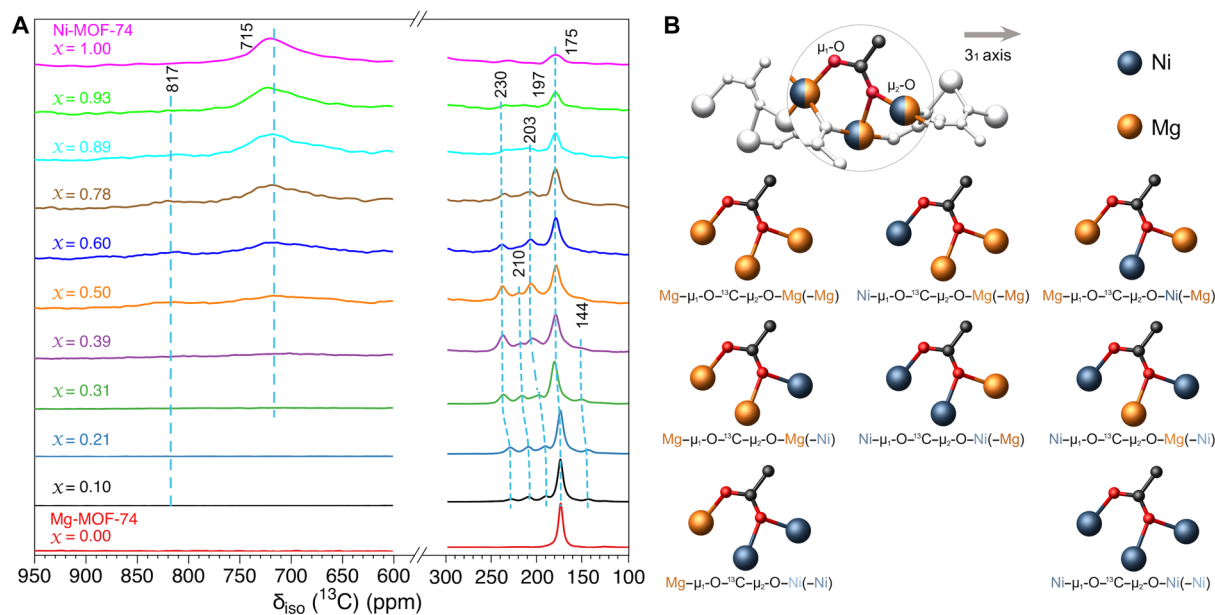 A
Ni-MOF-74
χ = 1.00
χ = 0.93
χ = 0.89
χ = 0.78
χ = 0.60
χ = 0.50
χ = 0.39
χ = 0.31
χ = 0.21
χ = 0.10
Mg-MOF-74
χ = 0.00
817
715
230
197
203
175
210
144
950 900 850 800 750 700 650 600 300 250 200 150 100
δiso (¹³C) (ppm)
B
μ₁-O
μ₂-O
3₁ axis
Ni
Mg
Mg–μ₁-O–¹³C–μ₂-O–Mg(–Mg)
Ni–μ₁-O–¹³C–μ₂-O–Mg(–Mg)
Mg–μ₁-O–¹³C–μ₂-O–Ni(–Mg)
Mg–μ₁-O–¹³C–μ₂-O–Mg(–Ni)
Ni–μ₁-O–¹³C–μ₂-O–Ni(–Mg)
Ni–μ₁-O–¹³C–μ₂-O–Mg(–Ni)
Mg–μ₁-O–¹³C–μ₂-O–Ni(–Ni)
Ni–μ₁-O–¹³C–μ₂-O–Ni(–Ni)